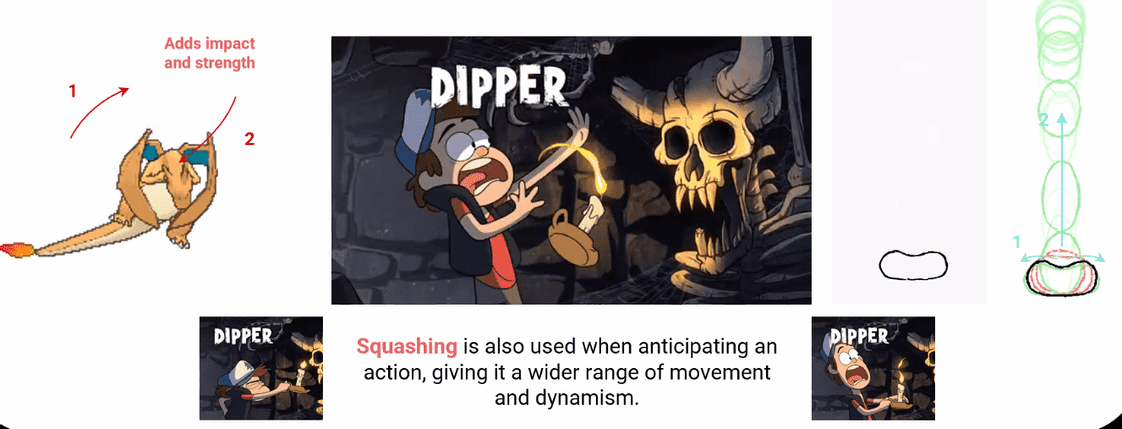 Adds impact
and strength
1
2
DIPPER
2
1
DIPPER
Squashing is also used when anticipating an
action, giving it a wider range of movement
and dynamism.
DIPPER